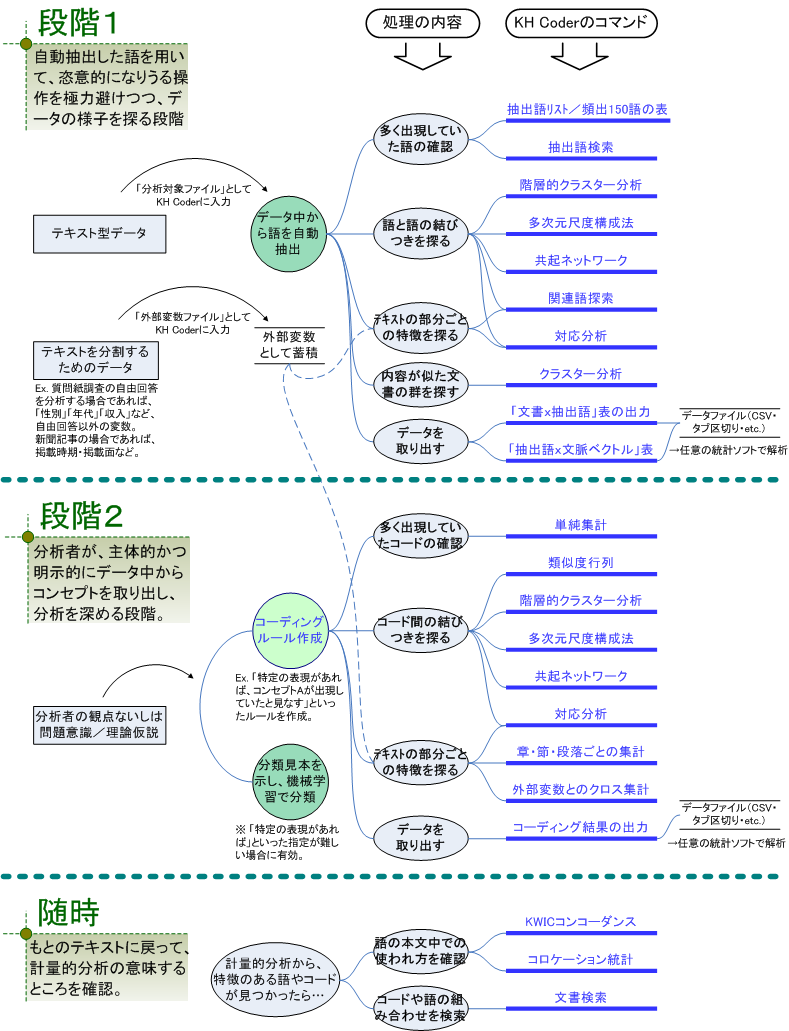 段階1
処理の内容
KH Coderのコマンド
自動抽出した語を用い
て、恣意的になりうる操
作を極力避けつつ、デ
ータの様子を探る段階
「分析対象ファイル」として
KH Coderに入力
テキスト型データ
データ中か
ら語を自動
抽出
「外部変数ファイル」として
KH Coderに入力
外部変数
として蓄積
テキストを分割する
ためのデータ
Ex. 質問紙調査の自由回答
を分析する場合であれば、
「性別」「年代」「収入」など、
自由回答以外の変数。
新聞記事の場合であれば、
掲載時期・掲載面など。
多く出現してい
た語の確認
抽出語リスト/頻出150語の表
抽出語検索
語と語の結び
つきを探る
階層的クラスター分析
多次元尺度構成法
共起ネットワーク
関連語探索
テキストの部分ごと
の特徴を探る
対応分析
内容が似た文
書の群を探す
クラスター分析
データを
取り出す
「文書x抽出語」表の出力
「抽出語x文脈ベクトル」表
データファイル(CSV・
タブ区切り・etc.)
→任意の統計ソフトで解析
段階2
分析者が、主体的かつ
明示的にデータ中から
コンセプトを取り出し、
分析を深める段階。
分析者の観点ないしは
問題意識/理論仮説
コーディング
ルール作成
Ex. 「特定の表現があれ
ば、コンセプトAが出現し
ていたと見なす」といっ
たルールを作成。
分類見本を
示し、機械学
習で分類
※「特定の表現があれ
ば」といった指定が難し
い場合に有効。
多く出現してい
たコードの確認
単純集計
コード間の結び
つきを探る
類似度行列
階層的クラスター分析
多次元尺度構成法
共起ネットワーク
対応分析
テキストの部分ごと
の特徴を探る
章・節・段落ごとの集計
外部変数とのクロス集計
データを
取り出す
コーディング結果の出力
データファイル(CSV・
タブ区切り・etc.)
→任意の統計ソフトで解析
随時
もとのテキストに戻って、
計量的分析の意味する
ところを確認。
計量的分析から、
特徴のある語やコード
が見つかったら…
語の本文中での
使われ方を確認
KWICコンコーダンス
コロケーション統計
コードや語の組
み合わせを検索
文書検索